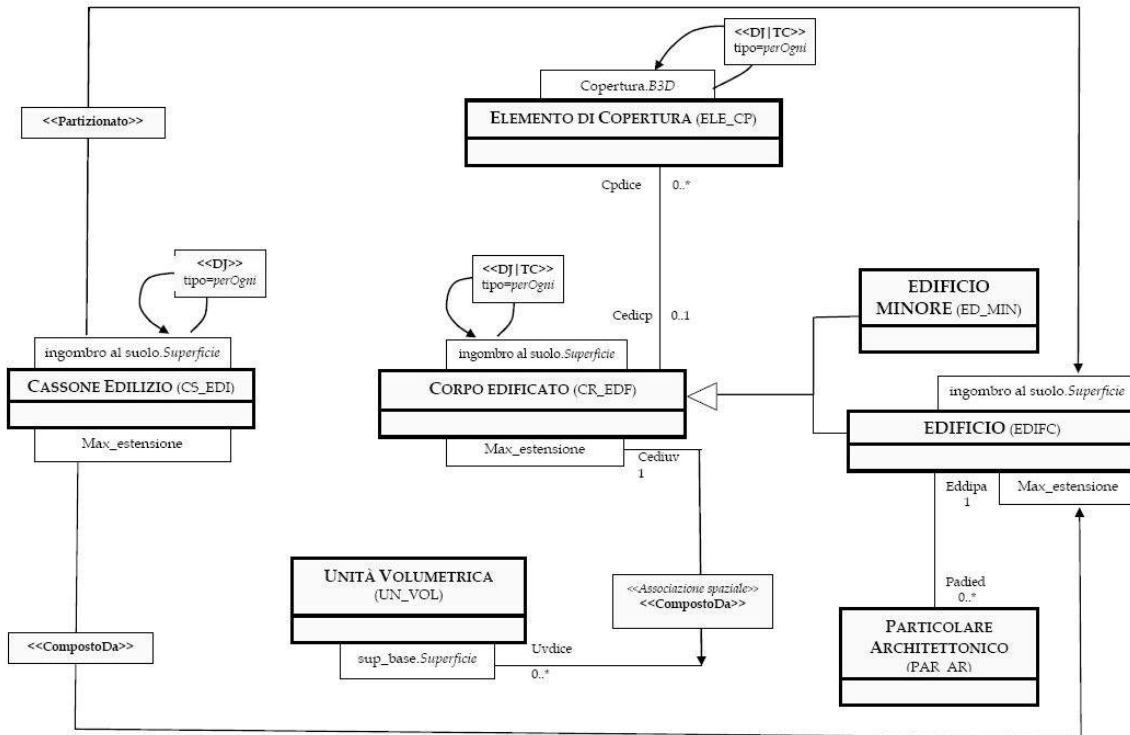 <<DJ|TC>>
tipo=perOgni
Copertura.B3D
ELEMENTO DI COPERTURA (ELE_CP)
<<Partizionato>>
Cpdice 0..*
<<DJ>>
tipo=perOgni
<<DJ|TC>>
tipo=perOgni
EDIFICIO
MINORE (ED_MIN)
Cedicp 0..1
ingombro al suolo.Superficie
ingombro al suolo.Superficie
CASSONE EDILIZIO (CS_EDI)
CORPO EDIFICATO (CR_EDF)
ingombro al suolo.Superficie
EDIFICIO (EDIFC)
Max_estensione
Max_estensione
Cediuv
1
Eddipa
1
Max_estensione
UNITÀ VOLUMETRICA
(UN_VOL)
<<Associazione spaziale>>
<<CompostoDa>>
Padied
0..*
PARTICOLARE
ARCHITETTONICO
(PAR_AR)
<<CompostoDa>>
sup_base.Superficie
Uvdice
0..*